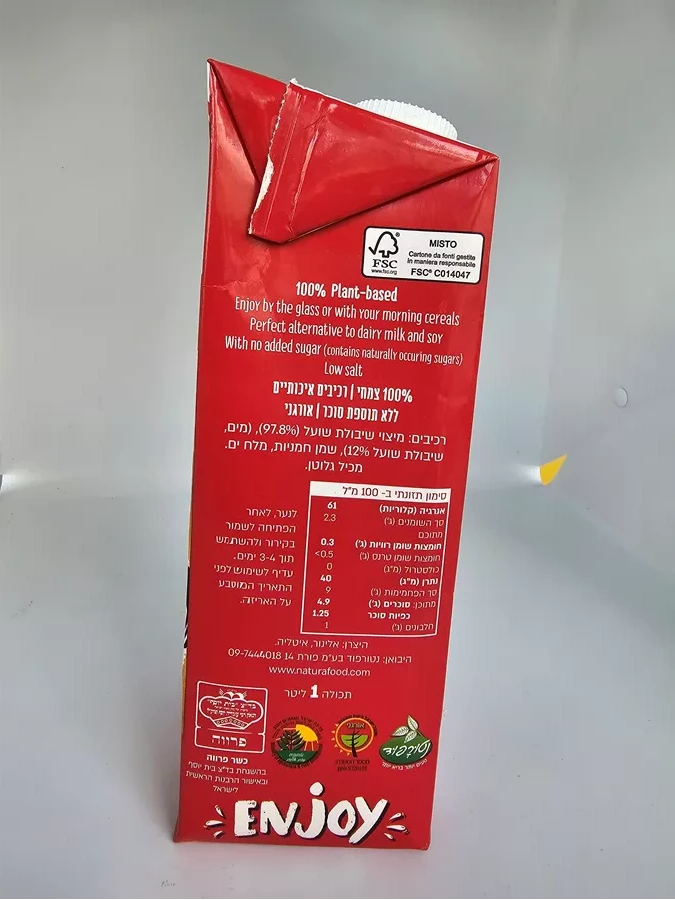 FSC®
www.fsc.org
MISTO
Cartone da fonti gestite
in maniera responsabile
FSC® C014047
100% Plant-based
Enjoy by the glass or with your morning cereals
Perfect alternative to dairy milk and soy
With no added sugar (contains naturally occuring sugars)
Low salt
100% צמחי | רכיבים איכותיים
ללא תוספת סוכר | אורגני
רכיבים: מיצוי שיבולת שועל (97.8%), (מים,
שיבולת שועל 12%), שמן חמניות, מלח ים.
מכיל גלוטן.
סימון תזונתי ב- 100 מ"ל
אנרגיה (קלוריות) 61
סך השומנים (ג') 2.3
מתוכם
חומצות שומן רוויות (ג') 0.3
חומצות שומן טרנס (ג') <0.5
כולסטרול (מ"ג) 0
נתרן (מ"ג) 40
סך הפחמימות (ג') 9
מתוכן: סוכרים (ג') 4.9
כפיות סוכר 1.25
חלבונים (ג') 1
לנער, לאחר
הפתיחה לשמור
בקירור ולהשתמש
תוך 3-4 ימים.
עדיף לשימוש לפני
התאריך המוטבע
על האריזה.
היצרן: אלינור, איטליה.
היבואן: נטורפוד בע"מ פורת 14 09-7444018
www.naturafood.com
תכולה 1 ליטר
בד"צ "בית יוסף"
פרווה
כשר פרווה
בהשגחת בד"צ בית יוסף
ובאישור הרבנות הראשית
לישראל
אורגני
נטורפוד
ENJOY